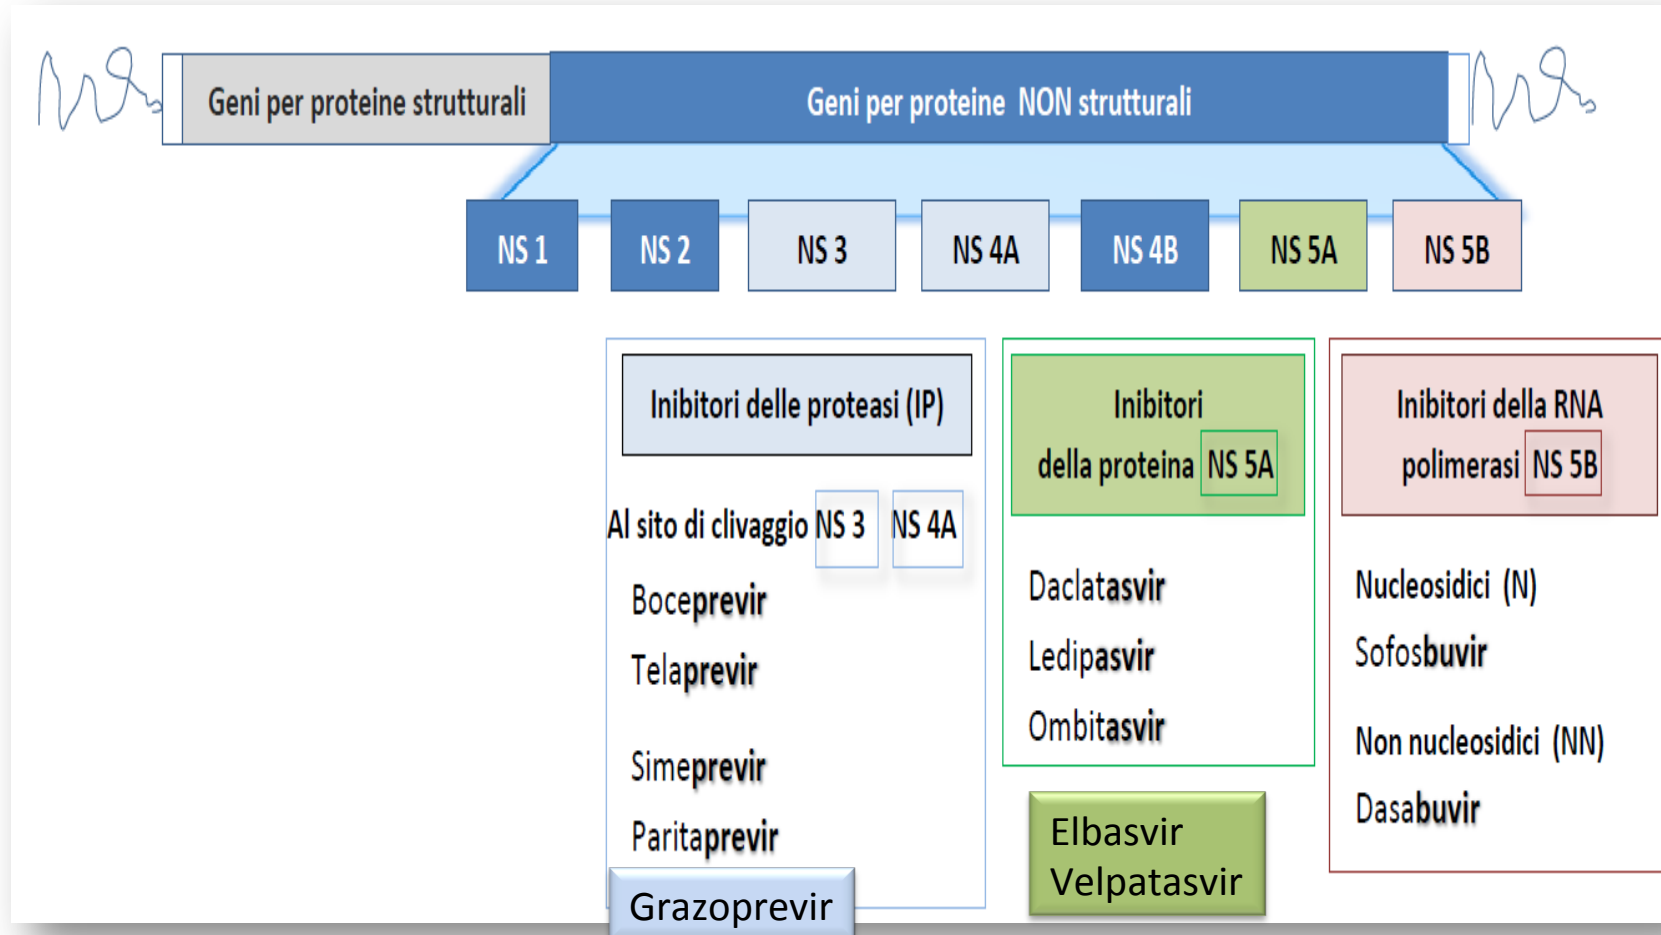 Geni per proteine strutturali
Geni per proteine NON strutturali
NS 1
NS 2
NS 3
NS 4A
NS 4B
NS 5A
NS 5B
Inibitori delle proteasi (IP)
Al sito di clivaggio NS 3 NS 4A
Boceprevir
Telaprevir
Simeprevir
Paritaprevir
Grazoprevir
Inibitori
della proteina NS 5A
Daclatasvir
Ledipasvir
Ombitasvir
Elbasvir
Velpatasvir
Inibitori della RNA
polimerasi NS 5B
Nucleosidici (N)
Sofosbuvir
Non nucleosidici (NN)
Dasabuvir